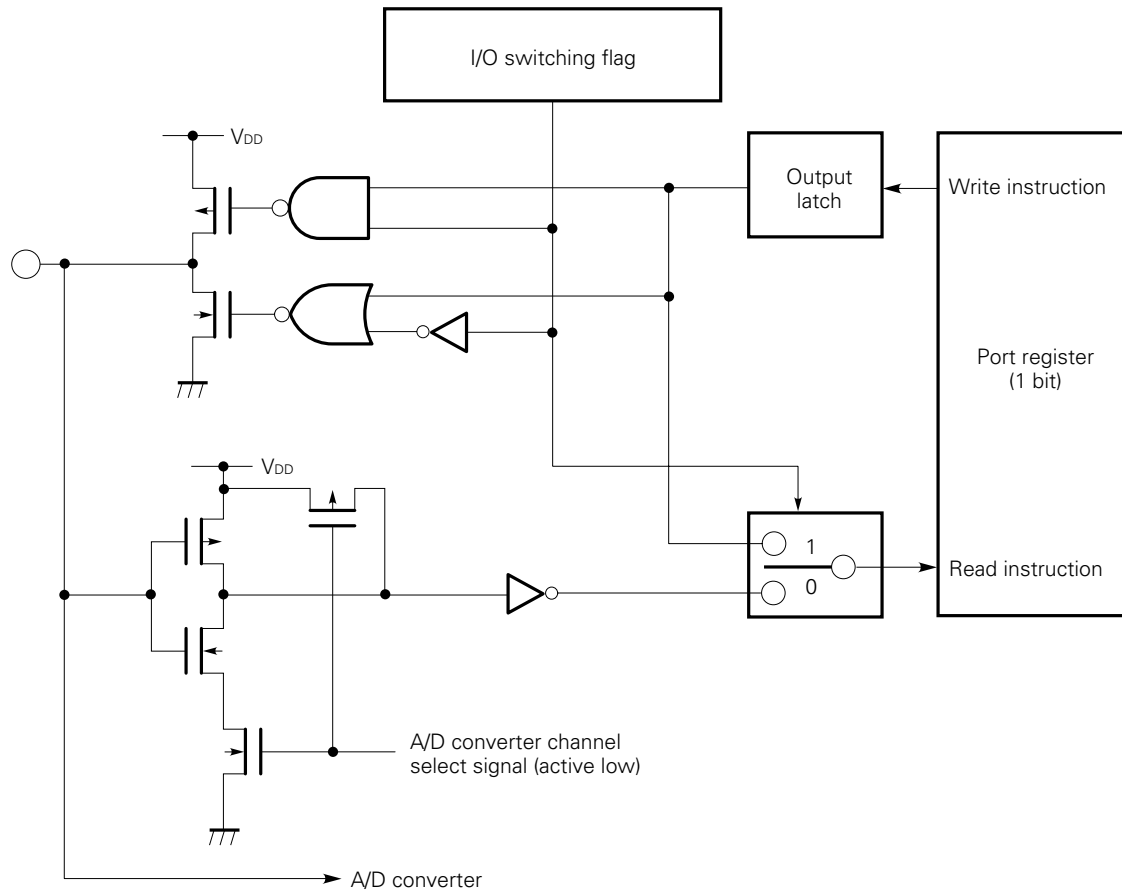 I/O switching flag
VDD
Output
latch
Write instruction
Port register
(1 bit)
VDD
1
0
Read instruction
A/D converter channel
select signal (active low)
A/D converter